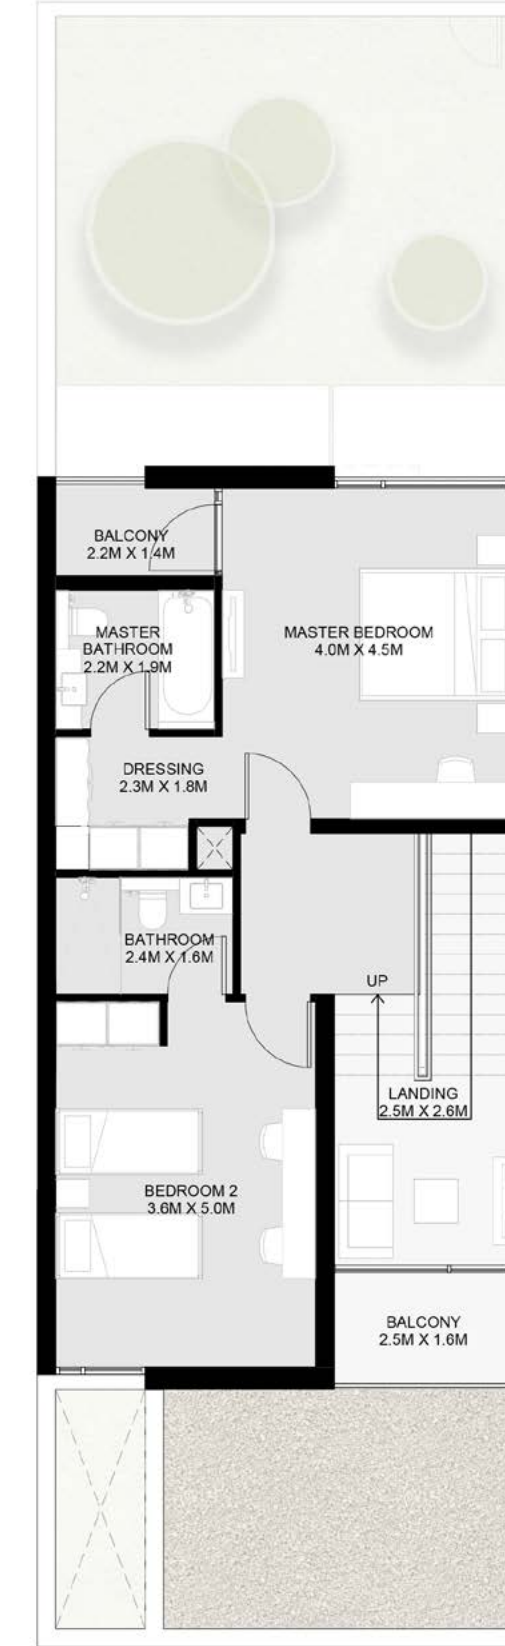 BALCONY
2.2M X 1.4M
MASTER
BATHROOM
2.2M X 1.9M
MASTER BEDROOM
4.0M X 4.5M
DRESSING
2.3M X 1.8M
BATHROOM
2.4M X 1.6M
UP
LANDING
2.5M X 2.6M
BEDROOM 2
3.6M X 5.0M
BALCONY
2.5M X 1.6M